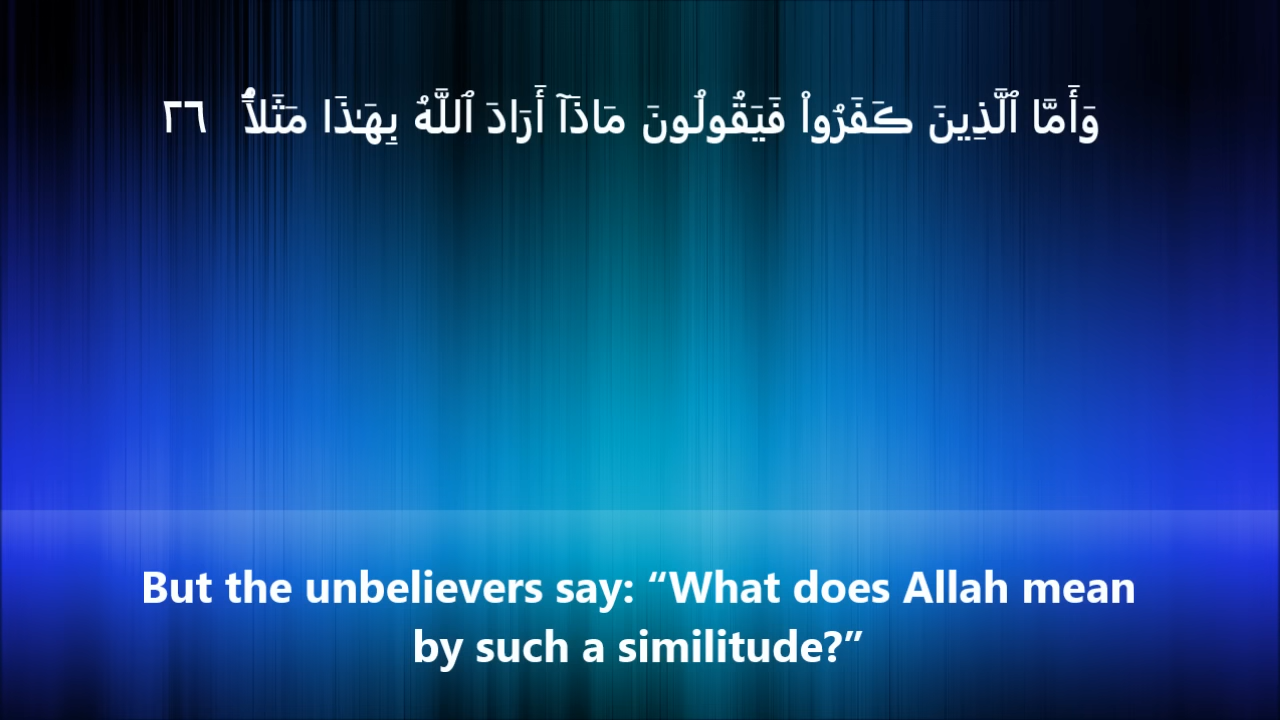 وَأَمَّا ٱلَّذِينَ كَفَرُوا۟ فَيَقُولُونَ مَاذَآ أَرَادَ ٱللَّهُ بِهَـٰذَا مَثَلاًۘ ٢٦
But the unbelievers say: “What does Allah mean
by such a similitude?”